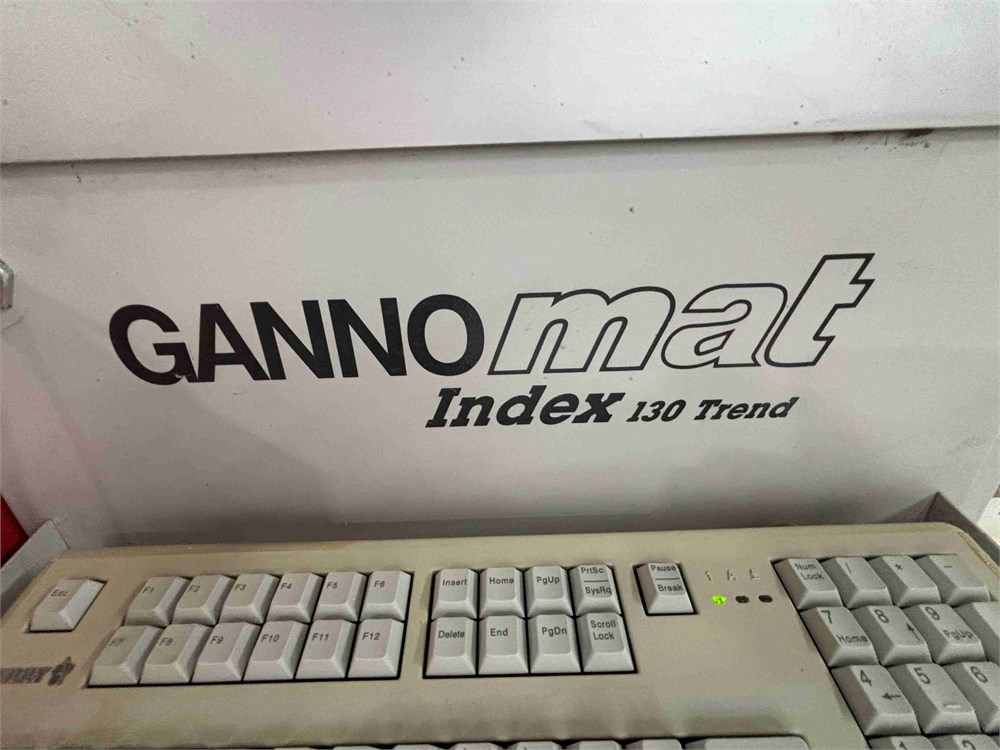 GANNOmat
Index 130 Trend
Esc F1 F2 F3 F4 F5 F6 Insert Home PgUp PrtSc SysRq Pause Break 1 A Num Lock / * -
F7 F8 F9 F10 F11 F12 Delete End PgDn Scroll Lock 7 Home 8 ↑ 9 PgUp
4 ← 5 6